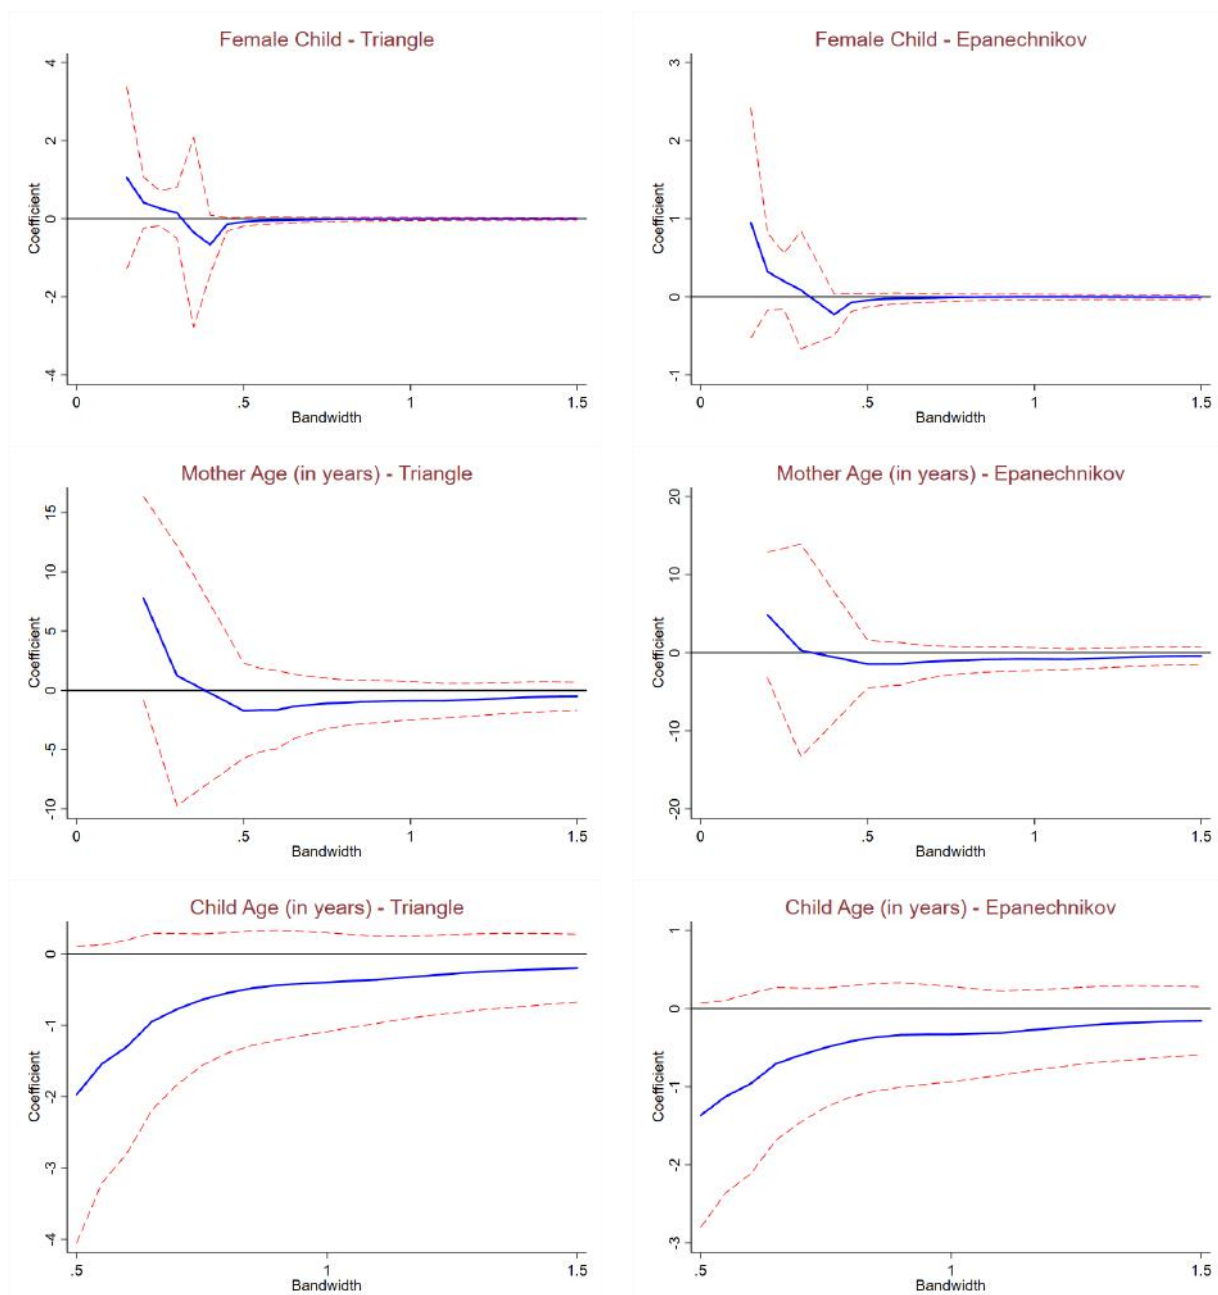 Female Child - Triangle
4
2
0
-2
-4
Coefficient
0
.5
1
1.5
Bandwidth
Female Child - Epanechnikov
3
2
1
0
-1
Coefficient
0
.5
1
1.5
Bandwidth
Mother Age (in years) - Triangle
15
10
5
0
-5
-10
Coefficient
0
.5
1
1.5
Bandwidth
Mother Age (in years) - Epanechnikov
20
10
0
-10
-20
Coefficient
0
.5
1
1.5
Bandwidth
Child Age (in years) - Triangle
0
-1
-2
-3
-4
Coefficient
.5
1
1.5
Bandwidth
Child Age (in years) - Epanechnikov
1
0
-1
-2
-3
Coefficient
.5
1
1.5
Bandwidth